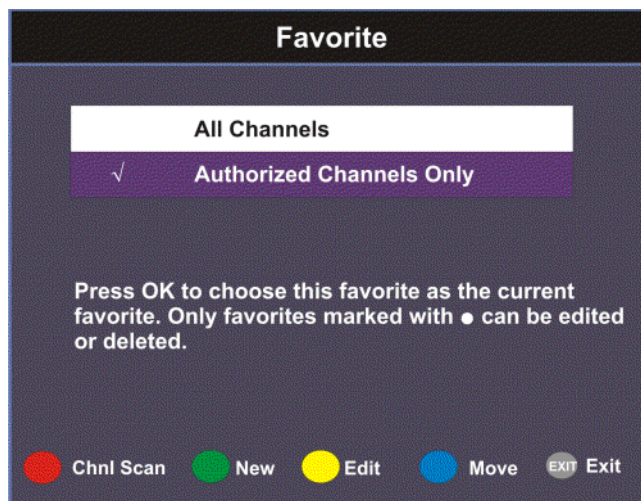 Favorite
All Channels
√ Authorized Channels Only
Press OK to choose this favorite as the current
favorite. Only favorites marked with ● can be edited
or deleted.
Chnl Scan New Edit Move EXIT Exit